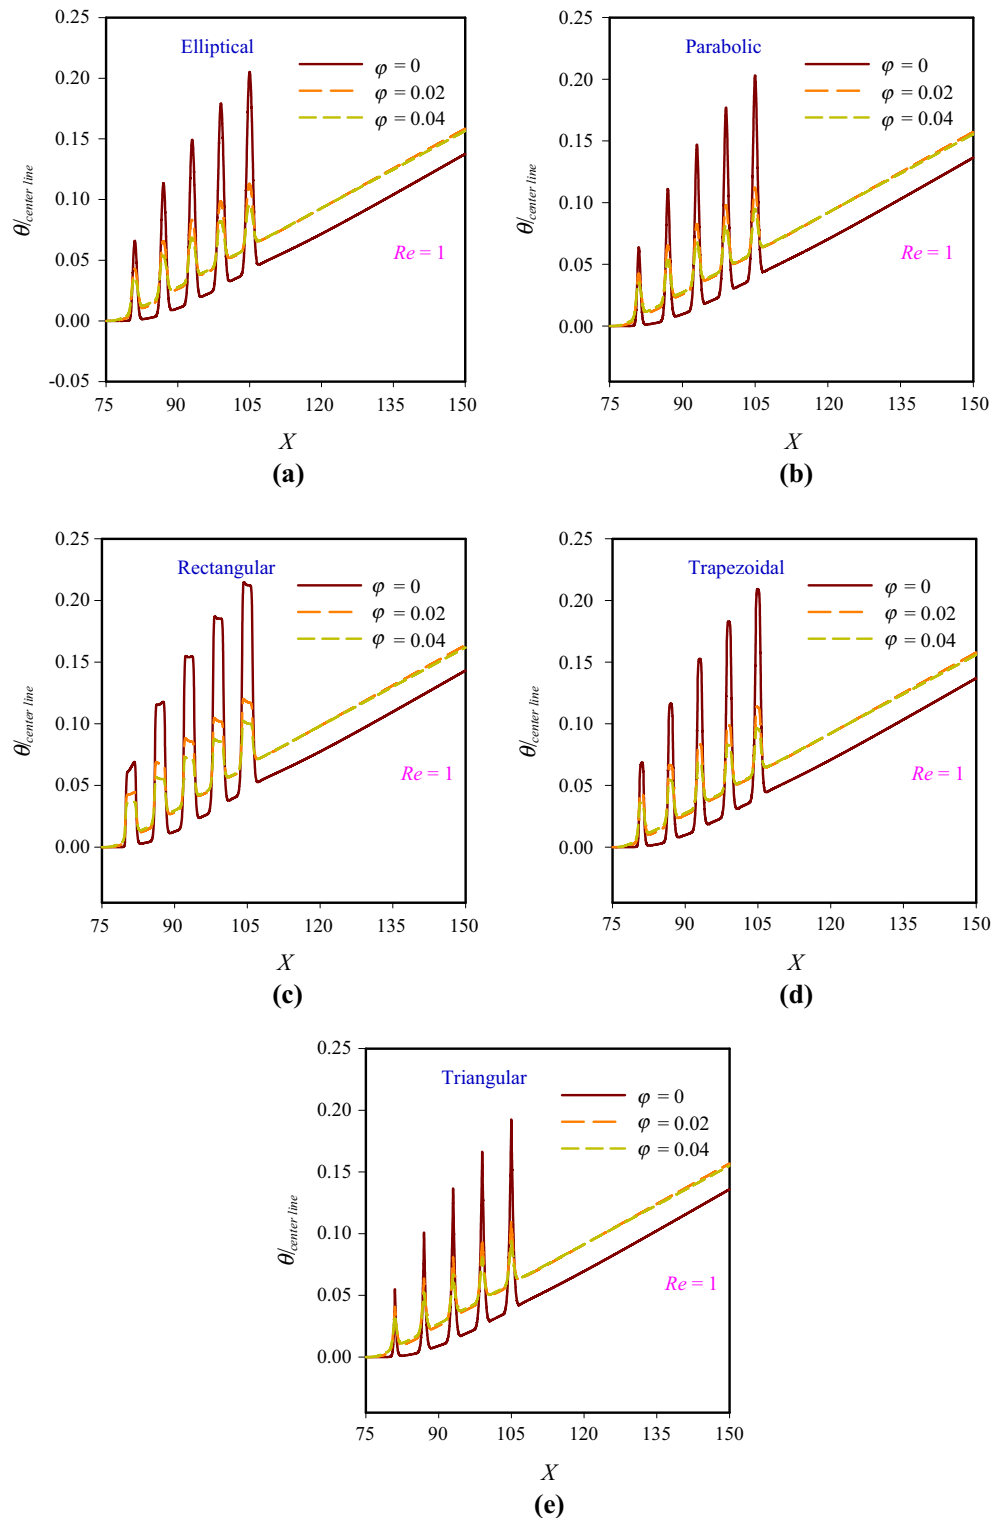 0.25
0.20
0.15
0.10
0.05
0.00
-0.05
θ/center line
Elliptical
φ = 0
φ = 0.02
φ = 0.04
Re = 1
75 90 105 120 135 150
X
(a)
0.25
0.20
0.15
0.10
0.05
0.00
θ/center line
Parabolic
φ = 0
φ = 0.02
φ = 0.04
Re = 1
75 90 105 120 135 150
X
(b)
0.25
0.20
0.15
0.10
0.05
0.00
θ/center line
Rectangular
φ = 0
φ = 0.02
φ = 0.04
Re = 1
75 90 105 120 135 150
X
(c)
0.25
0.20
0.15
0.10
0.05
0.00
θ/center line
Trapezoidal
φ = 0
φ = 0.02
φ = 0.04
Re = 1
75 90 105 120 135 150
X
(d)
0.25
0.20
0.15
0.10
0.05
0.00
θ/center line
Triangular
φ = 0
φ = 0.02
φ = 0.04
Re = 1
75 90 105 120 135 150
X
(e)